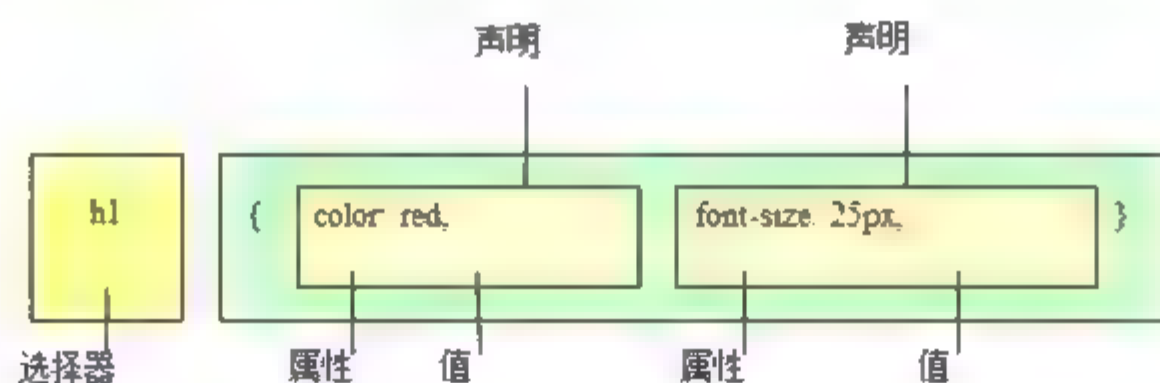 声明 声明
h1 { color: red; font-size: 25px; }
选择器 属性 值 属性 值